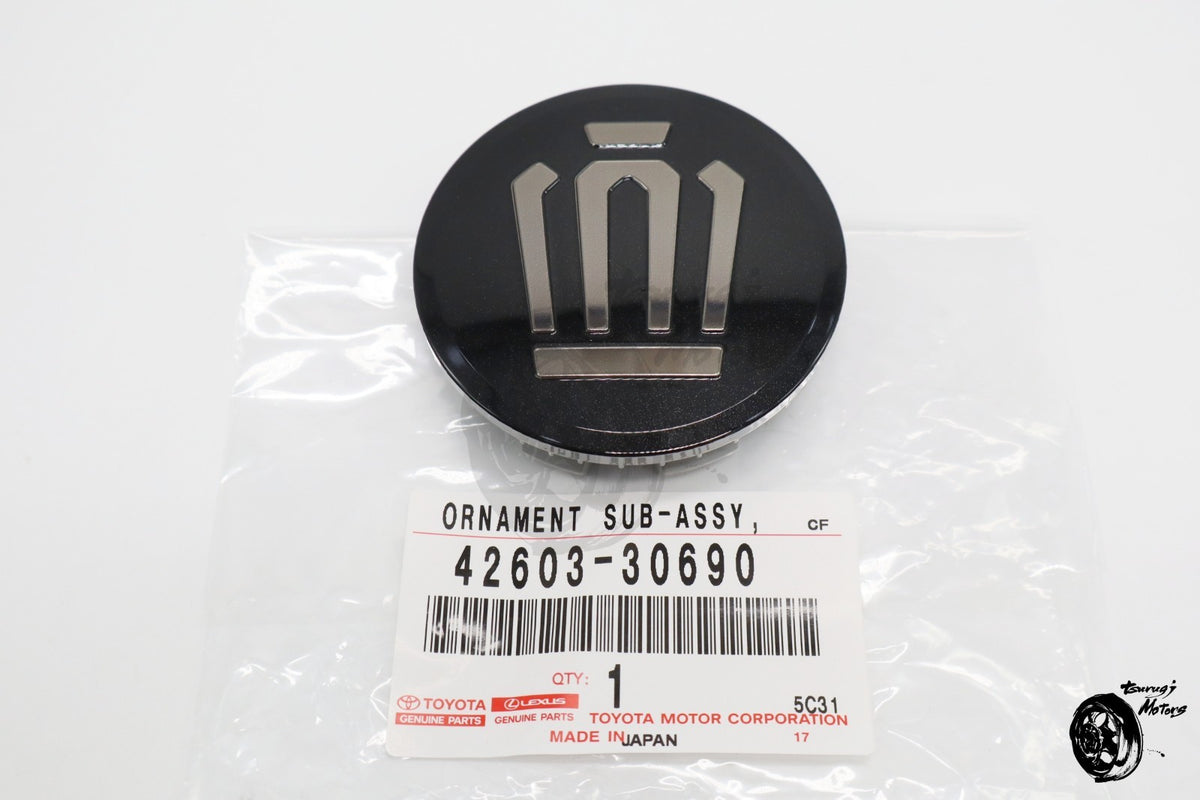 ORNAMENT SUB-ASSY, CF
42603-30690
QTY: 1
5C31
TOYOTA LEXUS
GENUINE PARTS GENUINE PARTS TOYOTA MOTOR CORPORATION
MADE IN JAPAN 17
Tsurugi
Motors